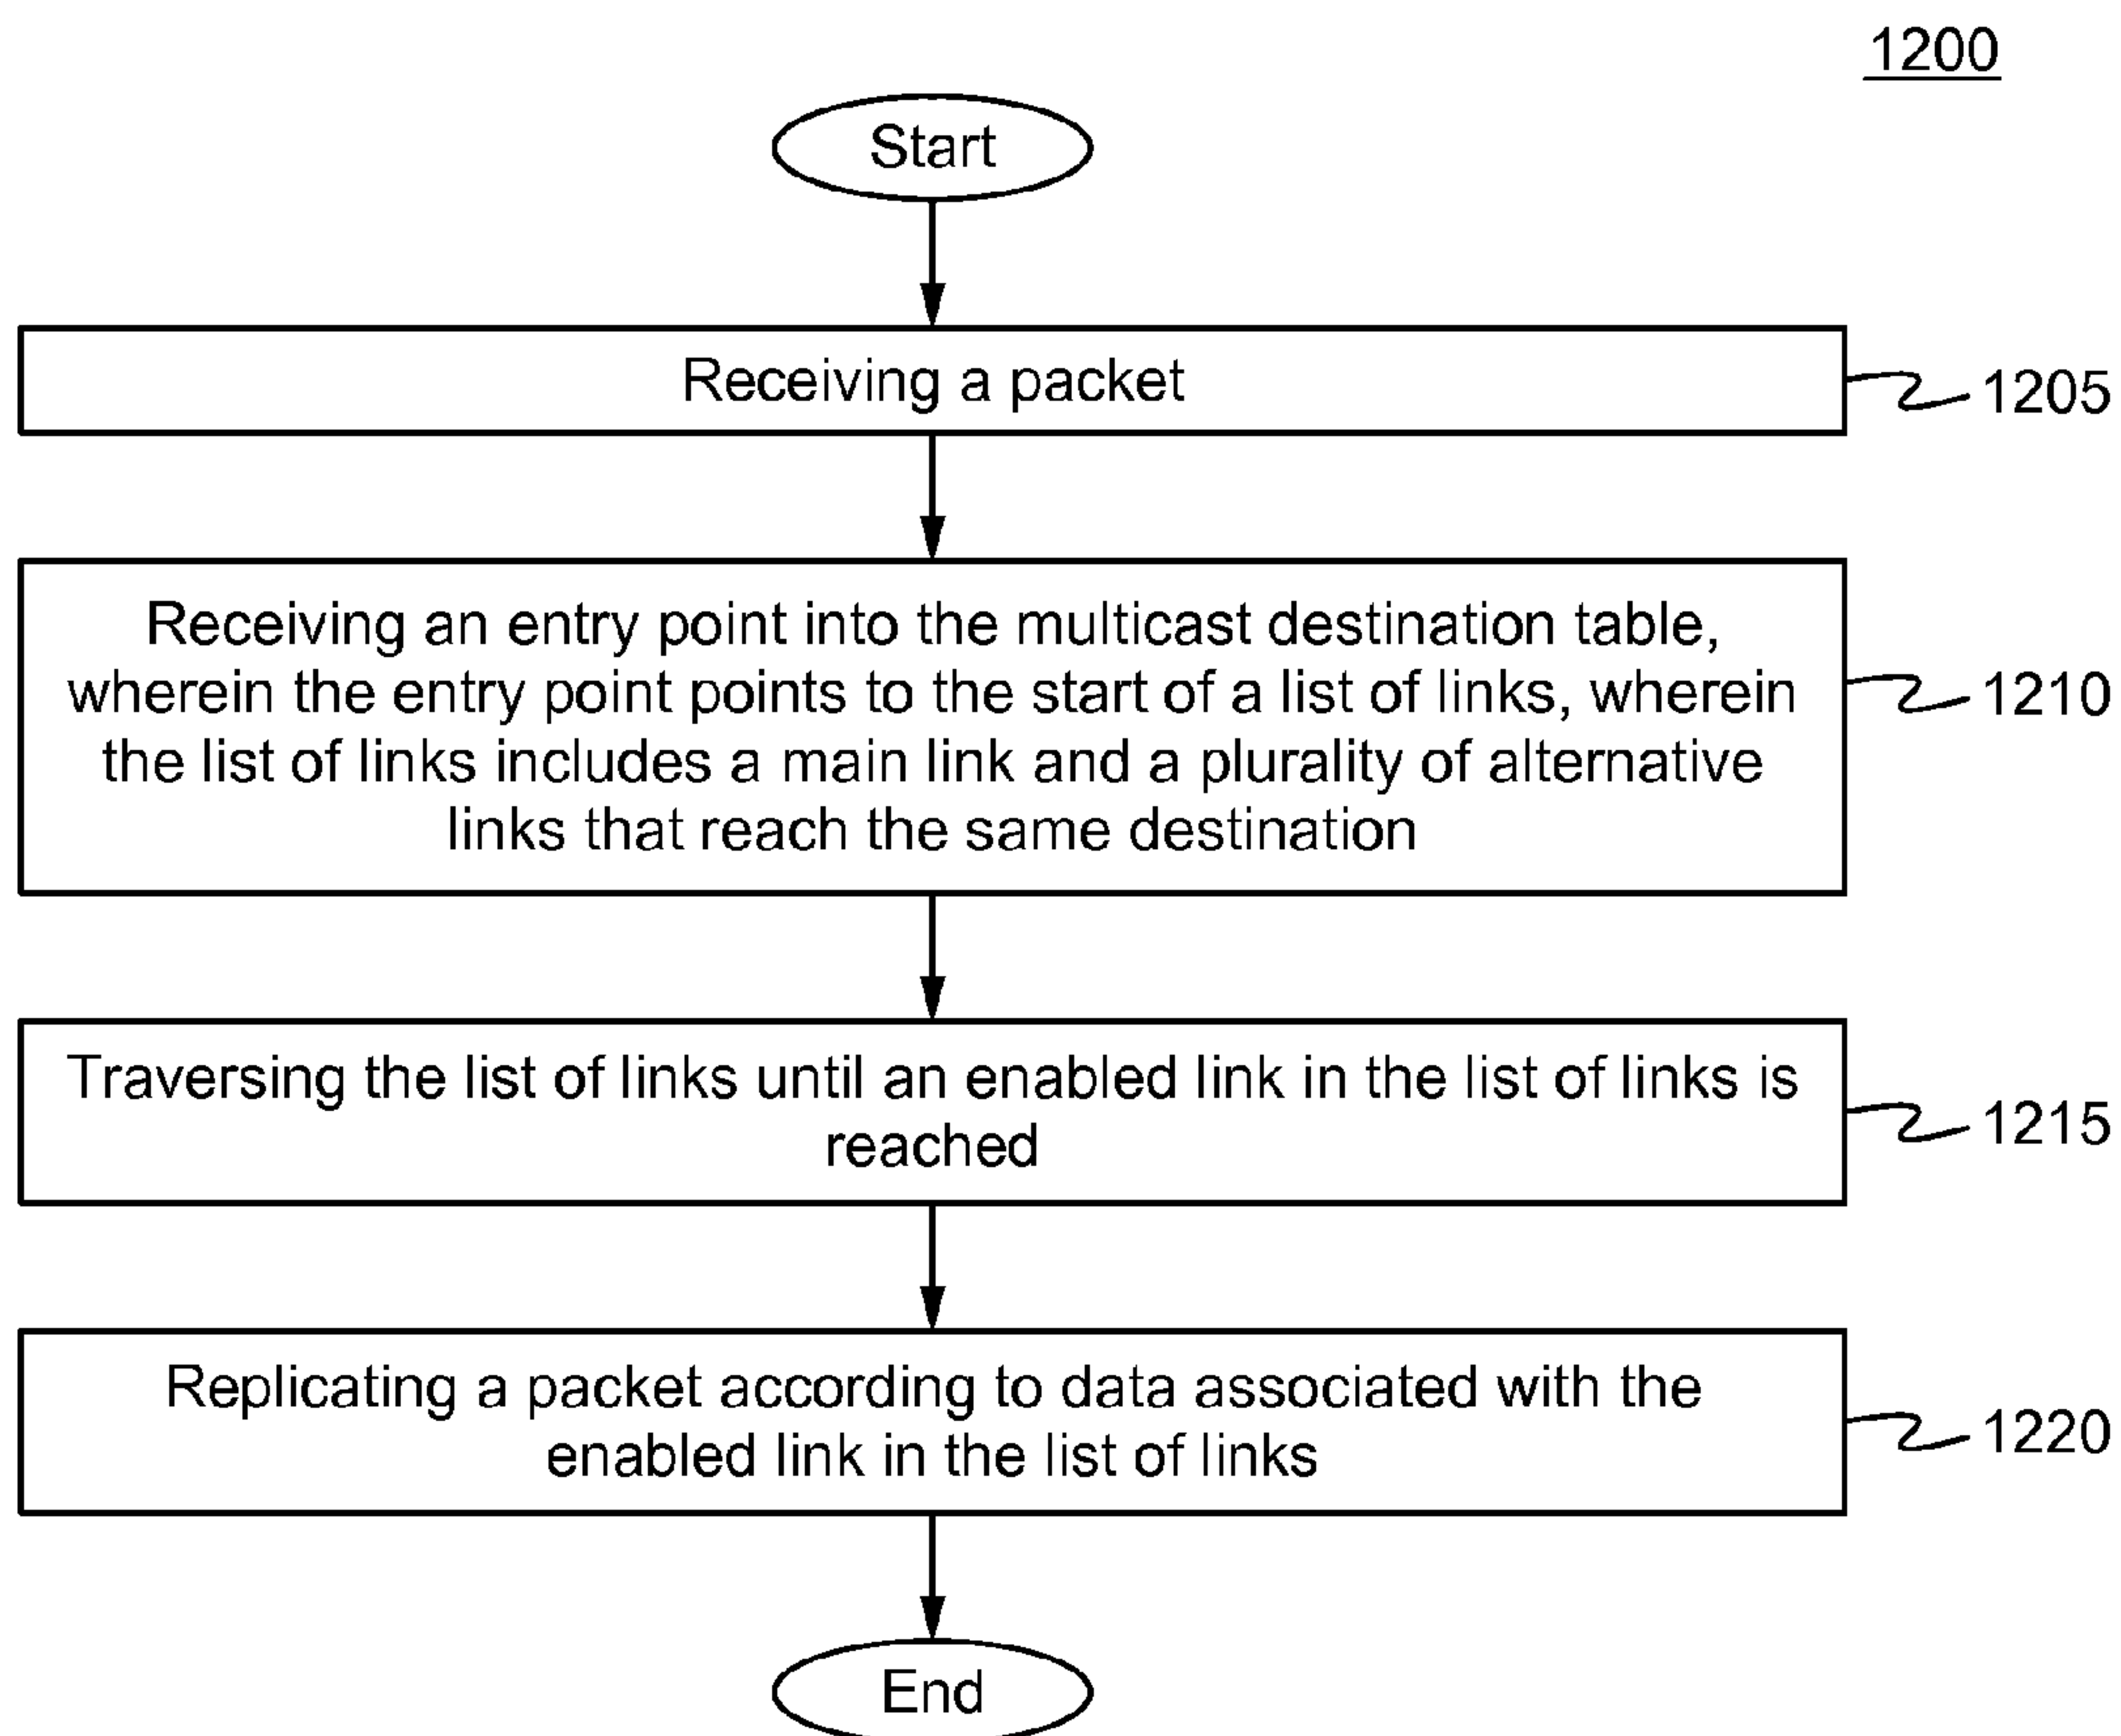 1200
Start
Receiving a packet
1205
Receiving an entry point into the multicast destination table,
wherein the entry point points to the start of a list of links, wherein
the list of links includes a main link and a plurality of alternative
links that reach the same destination
1210
Traversing the list of links until an enabled link in the list of links is
reached
1215
Replicating a packet according to data associated with the
enabled link in the list of links
1220
End